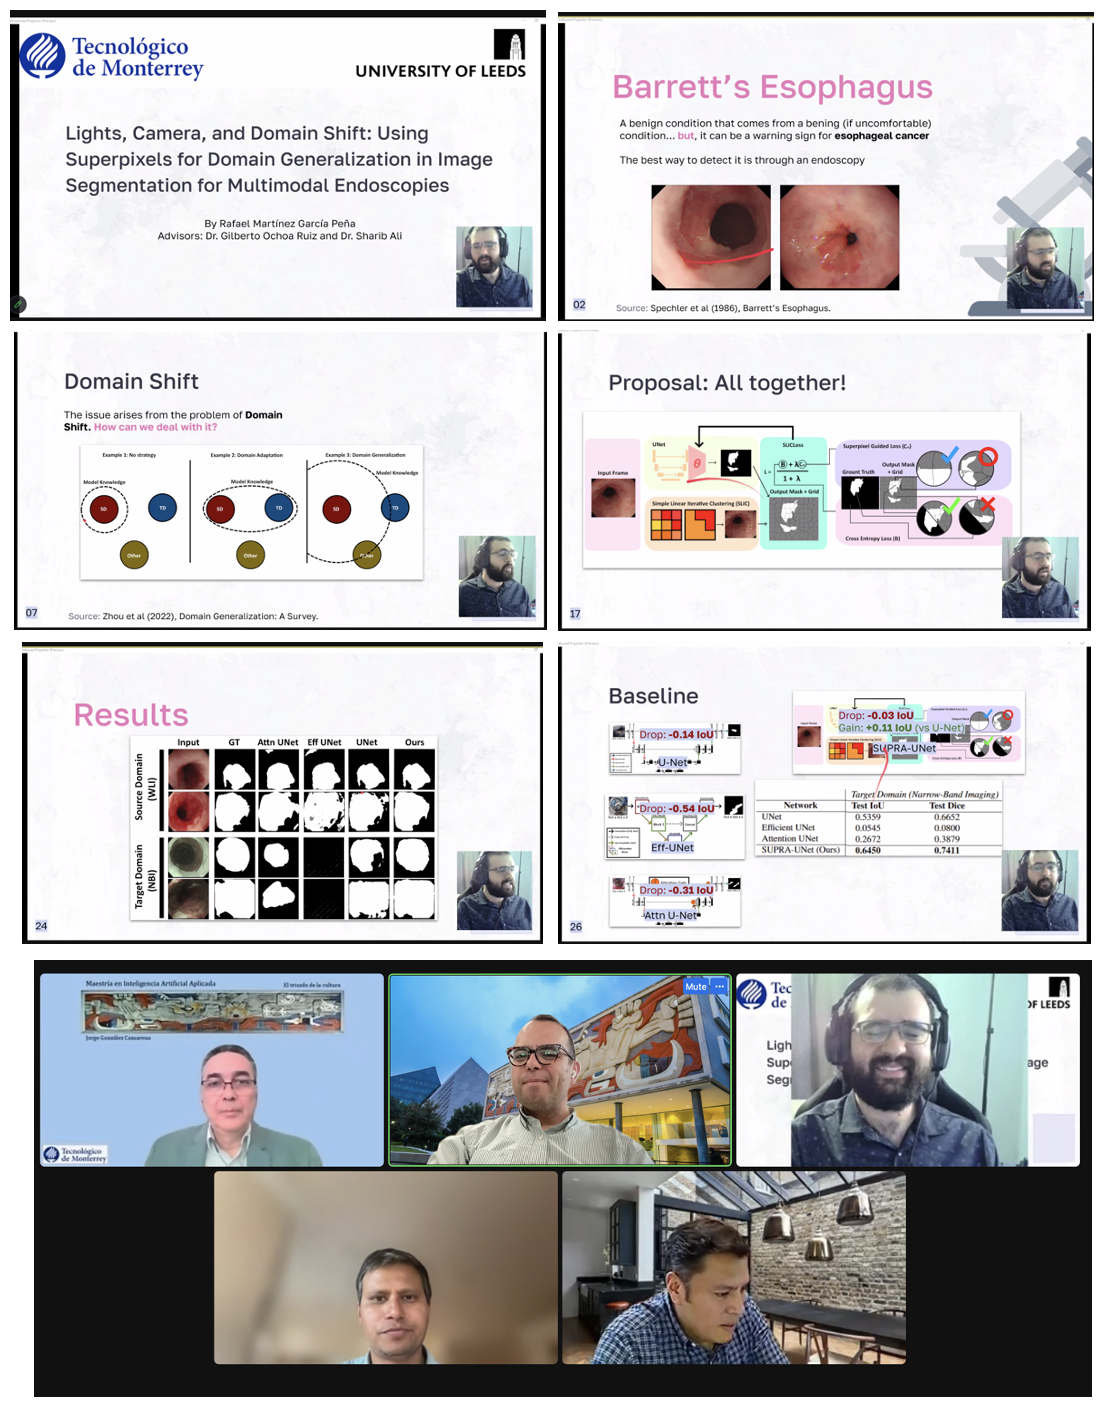 Tecnológico
de Monterrey
UNIVERSITY OF LEEDS
Lights, Camera, and Domain Shift: Using
Superpixels for Domain Generalization in Image
Segmentation for Multimodal Endoscopies
By Rafael Martínez García Peña
Advisors: Dr. Gilberto Ochoa Ruiz and Dr. Sharib Ali
Barrett's Esophagus
A benign condition that comes from a bening (if uncomfortable)
condition... but, it can be a warning sign for esophageal cancer
The best way to detect it is through an endoscopy
02
Source: Spechler et al (1986), Barrett's Esophagus.
Domain Shift
The issue arises from the problem of Domain
Shift. How can we deal with it?
Example 1: No strategy
Example 2: Domain Adaptation
Example 3: Domain Generalization
Model Knowledge
Model Knowledge
Model Knowledge
SD
TD
SD
TD
SD
TD
Other
Other
Other
07
Source: Zhou et al (2022), Domain Generalization: A Survey.
Proposal: All together!
UNet
SLICLoss
Superpixel Guided Loss (Cₛ)
Input Frame
θ
L =
1 + λ
Ground Truth
Output Mask
+ Grid
Simple Linear Iterative Clustering (SLIC)
Output Mask + Grid
Cross Entropy Loss (B)
17
Results
Input
GT
Attn UNet
Eff UNet
UNet
Ours
Source Domain
(WLI)
Target Domain
(NBI)
24
Baseline
Drop: -0.14 IoU
U-Net
Drop: -0.54 IoU
Eff-UNet
Drop: -0.31 IoU
Attn U-Net
Drop: -0.03 IoU
Gain: +0.11 IoU (vs U-Net)
SUPRA-UNet
Target Domain (Narrow-Band Imaging)
Network Test IoU Test Dice
UNet 0.5359 0.6652
Efficient UNet 0.0545 0.0800
Attention UNet 0.2672 0.3879
SUPRA-UNet (Ours) 0.6450 0.7411
26
Maestría en Inteligencia Artificial Aplicada
El triunfo de la cultura
Jorge González Camarena
Tecnológico
de Monterrey
Mute
Tec
de
OF LEEDS
Ligh
Supe
age
Segr